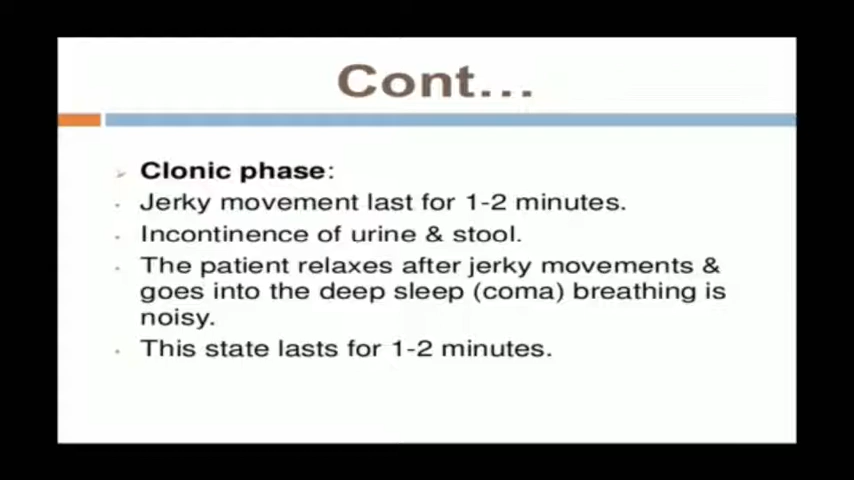 Cont...
Clonic phase:
Jerky movement last for 1-2 minutes.
Incontinence of urine & stool.
The patient relaxes after jerky movements &
goes into the deep sleep (coma) breathing is
noisy.
This state lasts for 1-2 minutes.